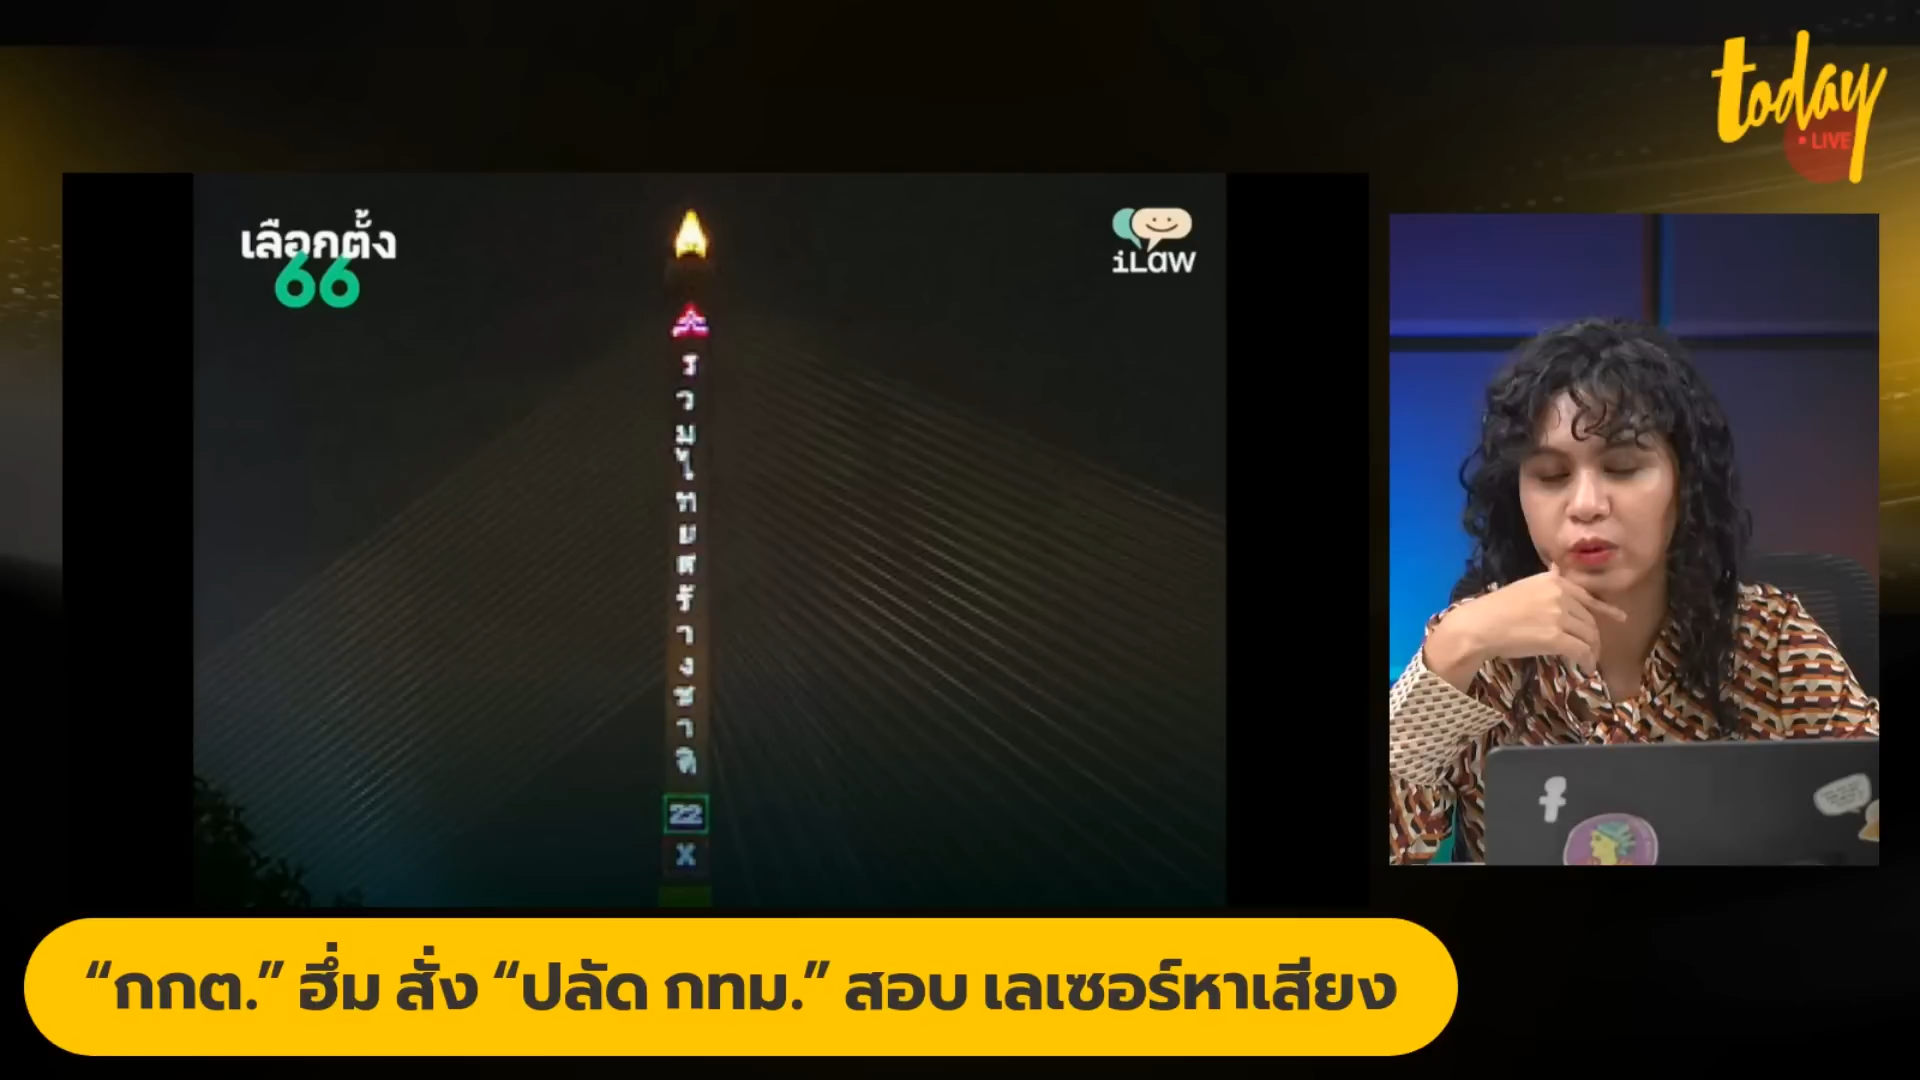 today
LIVE
เลือกตั้ง
66
iLaw
รวมไทยสร้างชาติ
22
X
“กกต.” ฮึ่ม สั่ง “ปลัด กทม.” สอบ เลเซอร์หาเสียง